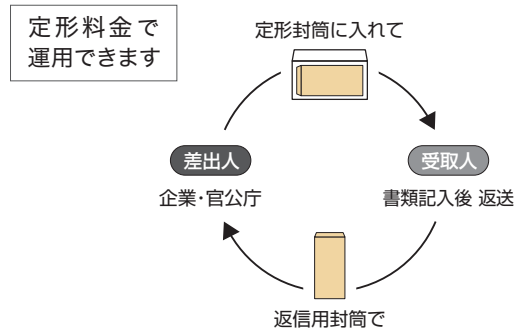 定形料金で
運用できます
定形封筒に入れて
差出人
企業・官公庁
受取人
書類記入後 返送
返信用封筒で